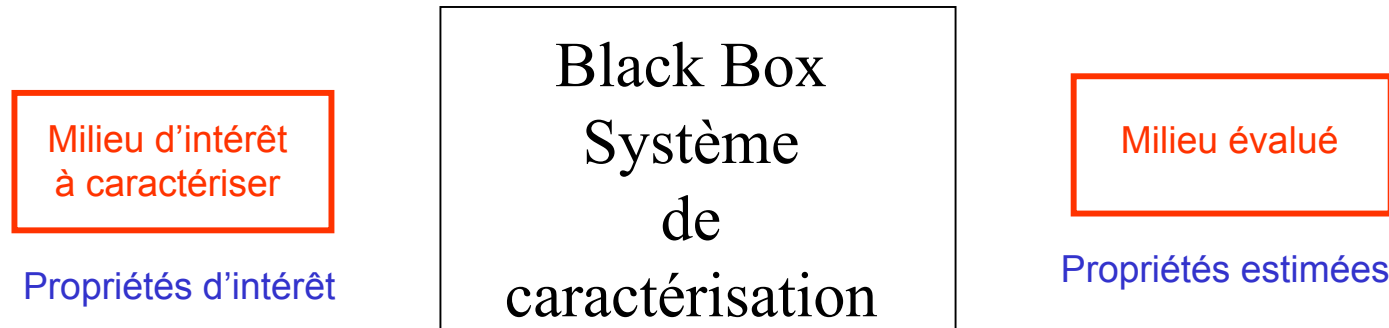 Milieu d’intérêt
à caractériser
Propriétés d’intérêt
Black Box
Système
de
caractérisation
Milieu évalué
Propriétés estimées